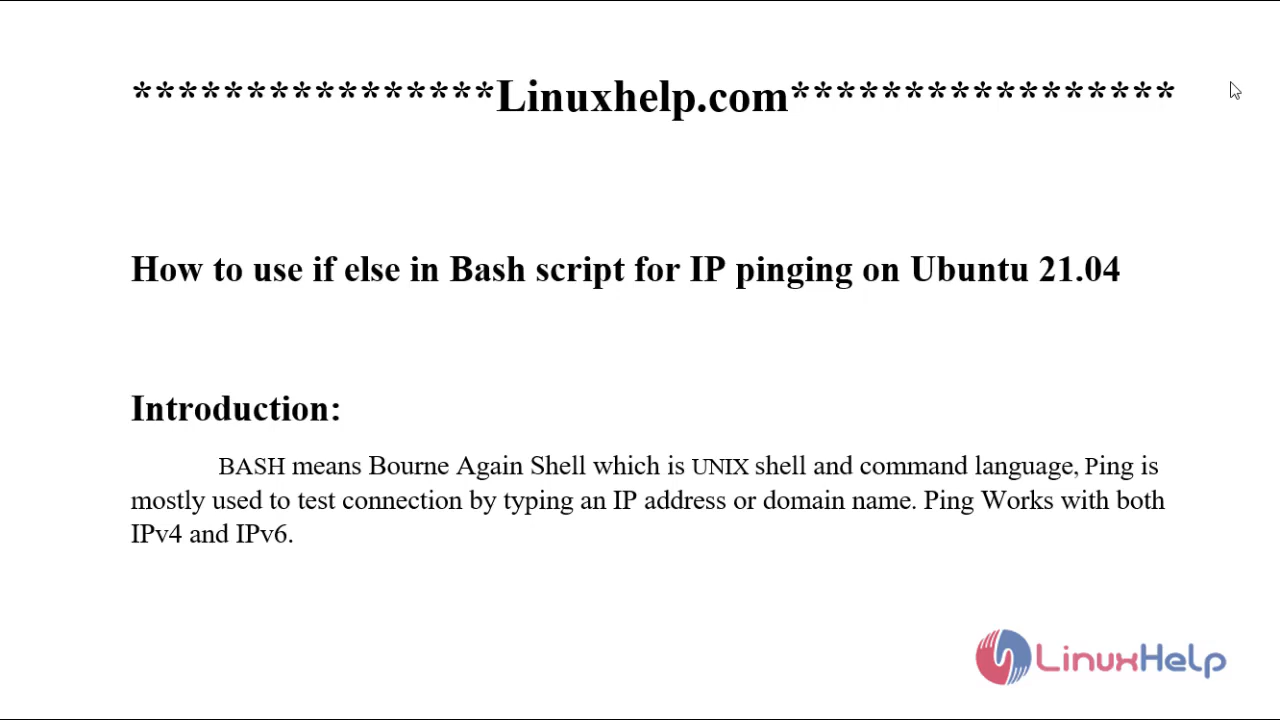 ****************Linuxhelp.com*****************
How to use if else in Bash script for IP pinging on Ubuntu 21.04
Introduction:
BASH means Bourne Again Shell which is UNIX shell and command language, Ping is
mostly used to test connection by typing an IP address or domain name. Ping Works with both
IPv4 and IPv6.
LinuxHelp